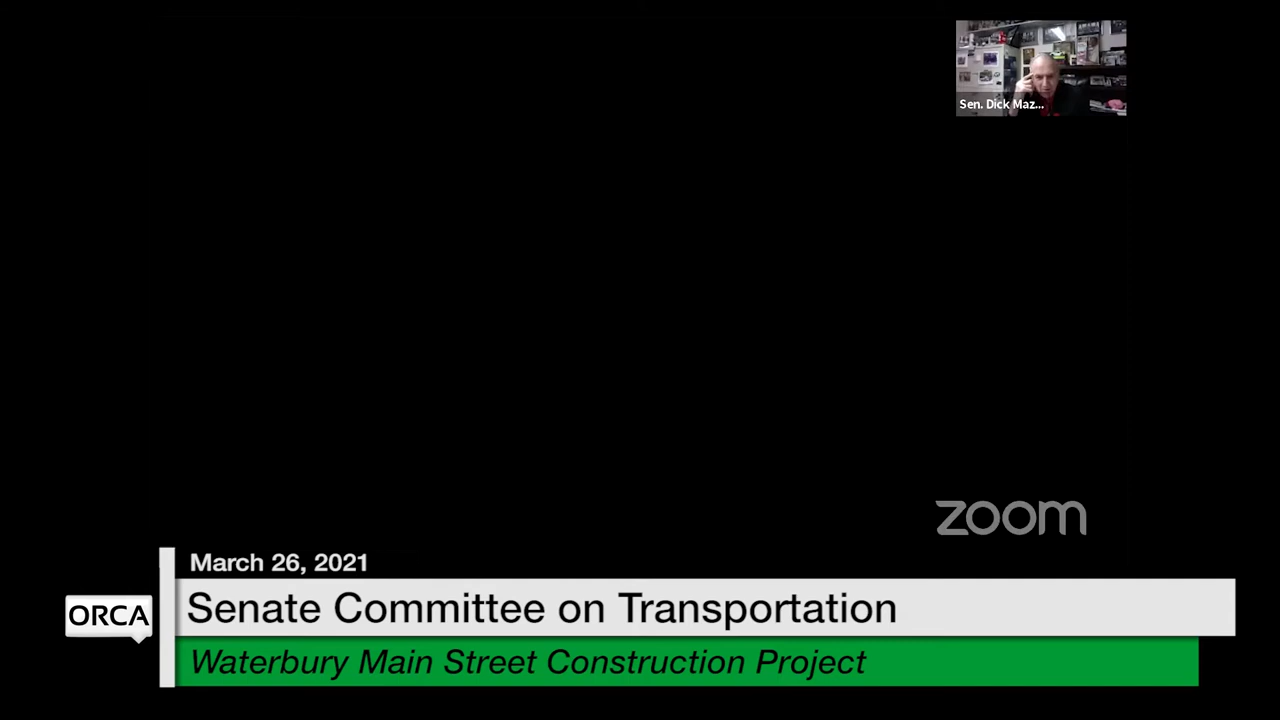 Sen. Dick Maz...
zoom
March 26, 2021
Senate Committee on Transportation
ORCA
Waterbury Main Street Construction Project